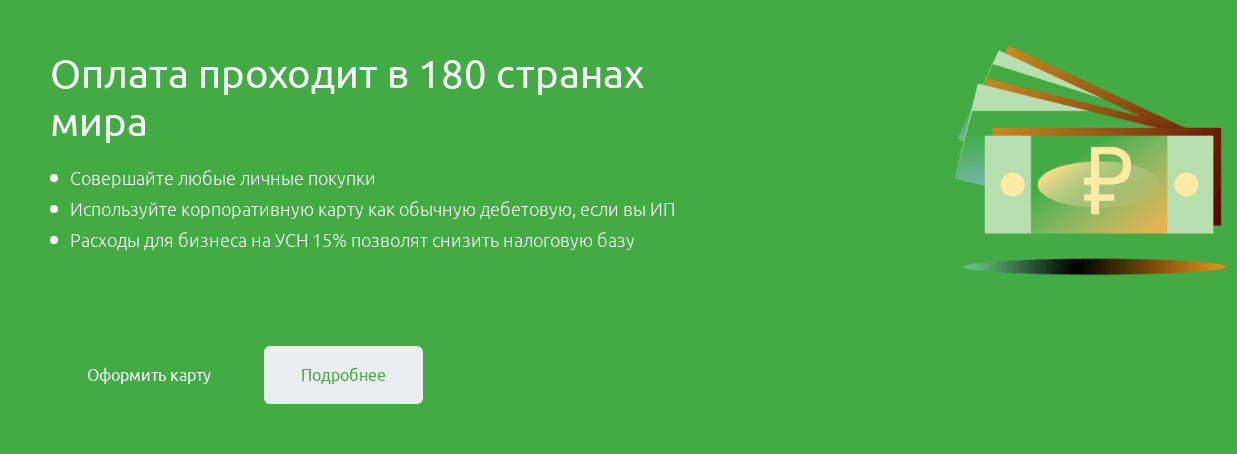 Оплата проходит в 180 странах
мира
Совершайте любые личные покупки
Используйте корпоративную карту как обычную дебетовую, если вы ИП
Расходы для бизнеса на УСН 15% позволят снизить налоговую базу
₽
Оформить карту
Подробнее